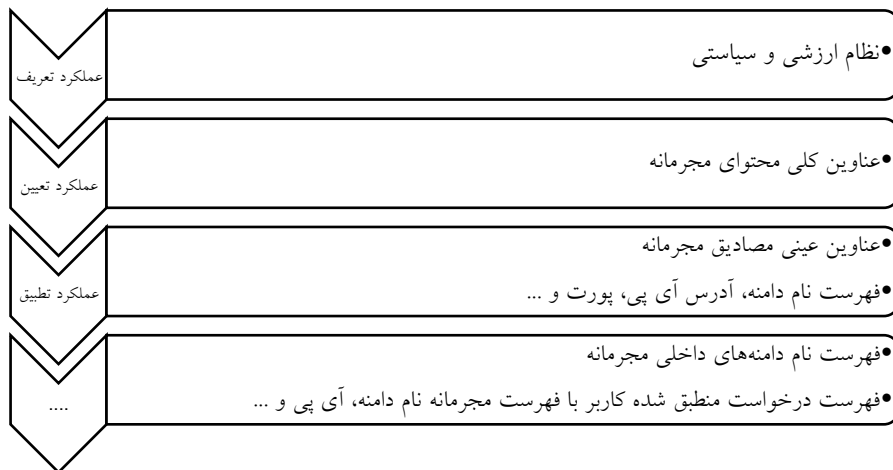 •نظام ارزشی و سیاستی
عملکرد تعریف
•عناوین کلی محتوای مجرمانه
عملکرد تعیین
•عناوین عینی مصادیق مجرمانه
•فهرست نام دامنه، آدرس آی پی، پورت و ...
عملکرد تطبیق
•فهرست نام دامنه‌های داخلی مجرمانه
•فهرست درخواست منطبق شده کاربر با فهرست مجرمانه نام دامنه، آی پی و ...
....